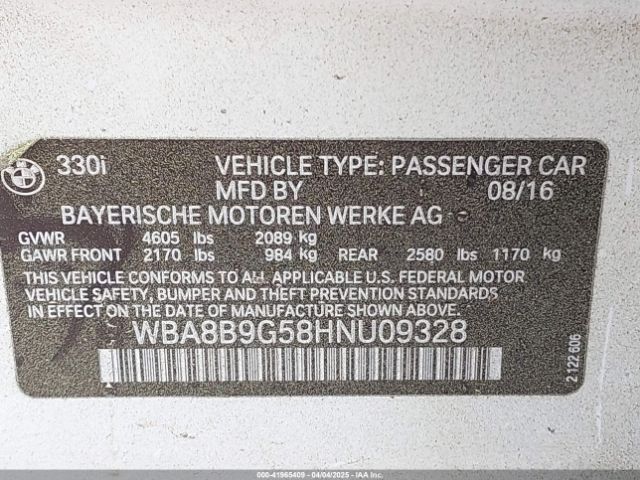 330i VEHICLE TYPE: PASSENGER CAR
MFD BY 08/16
BAYERISCHE MOTOREN WERKE AG
GVWR 4605 lbs 2089 kg
GAWR FRONT 2170 lbs 984 kg REAR 2580 lbs 1170 kg
THIS VEHICLE CONFORMS TO ALL APPLICABLE U.S. FEDERAL MOTOR
VEHICLE SAFETY, BUMPER AND THEFT PREVENTION STANDARDS
IN EFFECT ON THE DATE OF MANUFACTURE SHOWN ABOVE.
WBA8B9G58HNU09328
2 122 606
000-41965409 - 04/04/2025 - IAA Inc.